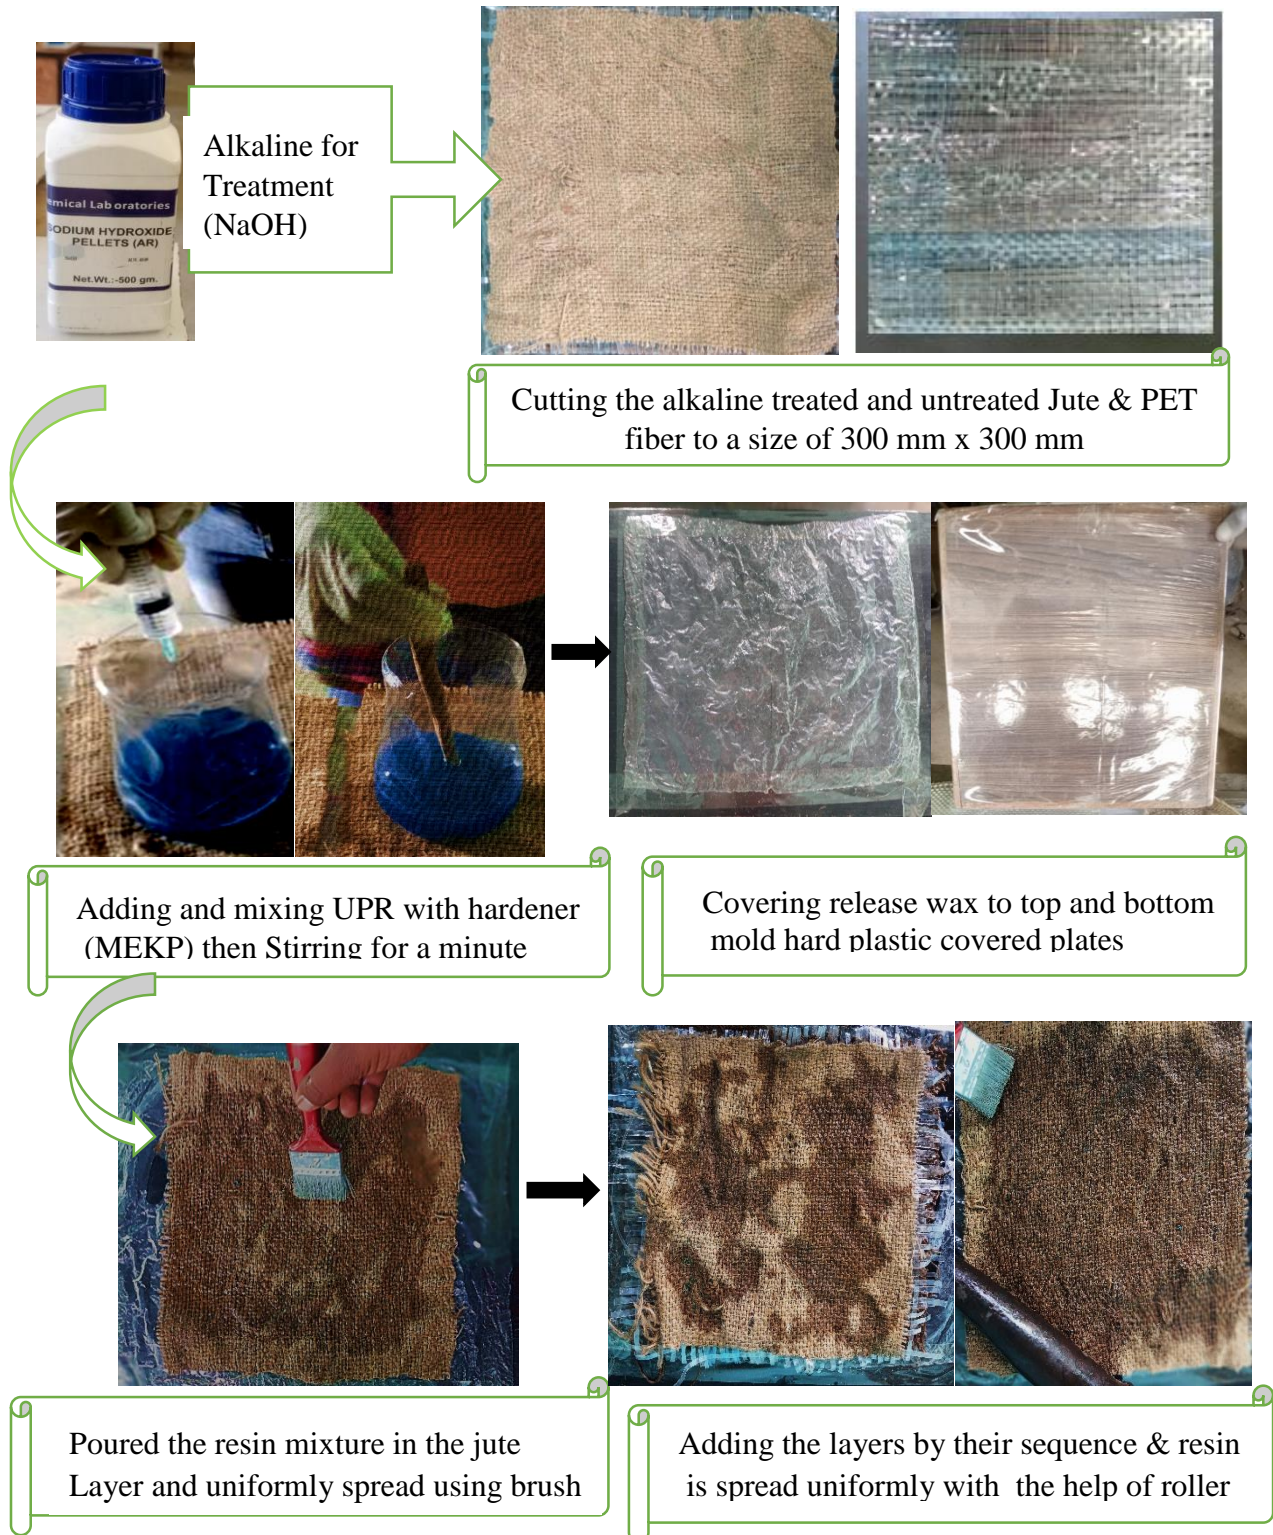 Alkaline for
Treatment
(NaOH)
emical Laboratories
SODIUM HYDROXIDE
PELLETS (AR)
Net.Wt.:-500 gm.
Cutting the alkaline treated and untreated Jute & PET
fiber to a size of 300 mm x 300 mm
Adding and mixing UPR with hardener
(MEKP) then Stirring for a minute
Covering release wax to top and bottom
mold hard plastic covered plates
Poured the resin mixture in the jute
Layer and uniformly spread using brush
Adding the layers by their sequence & resin
is spread uniformly with the help of roller